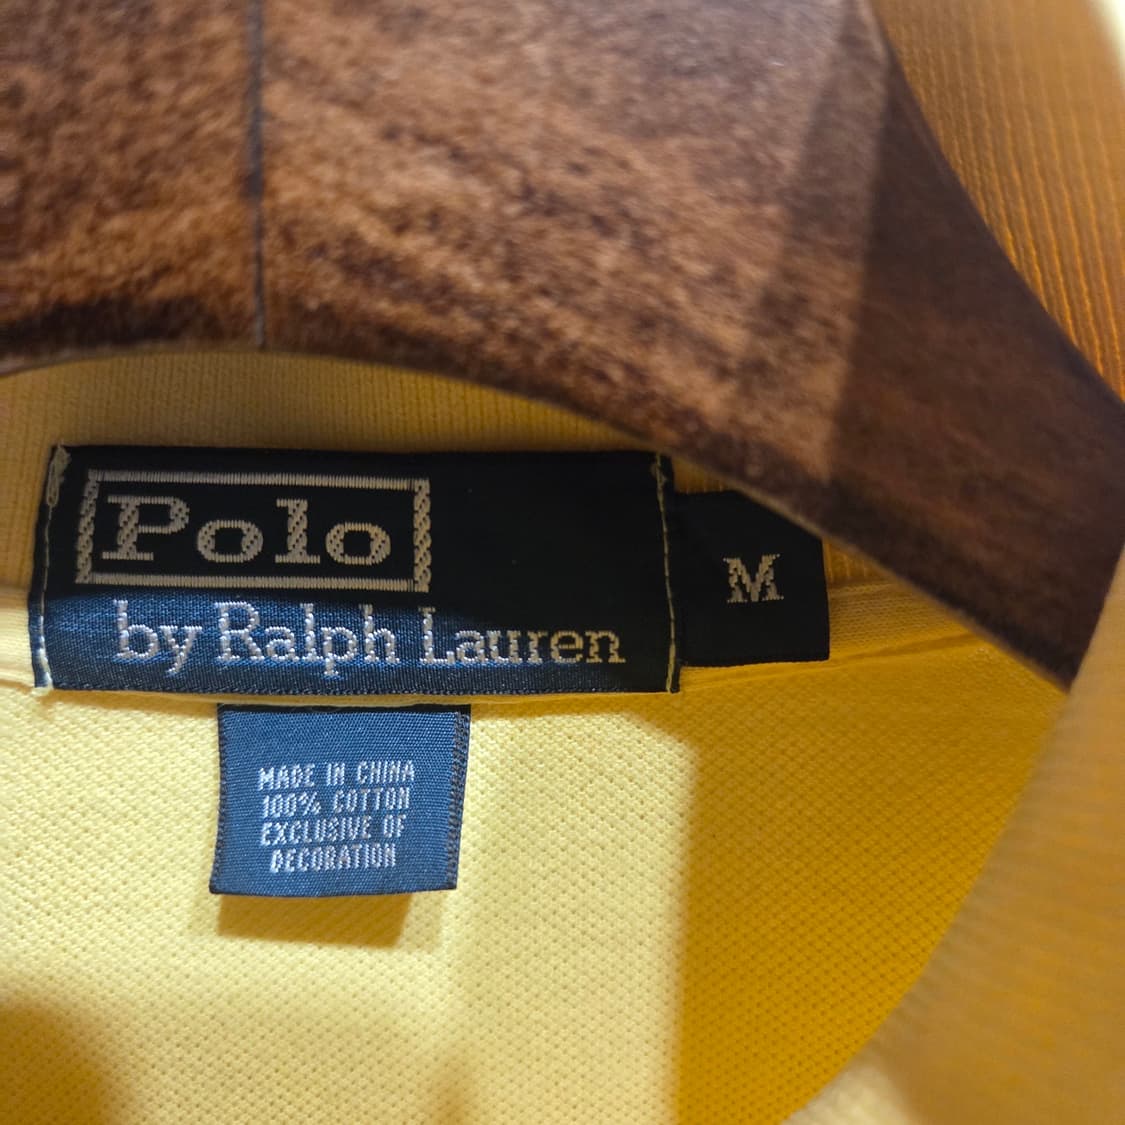 Polo
by Ralph Lauren
M
MADE IN CHINA
100% COTTON
EXCLUSIVE OF
DECORATION